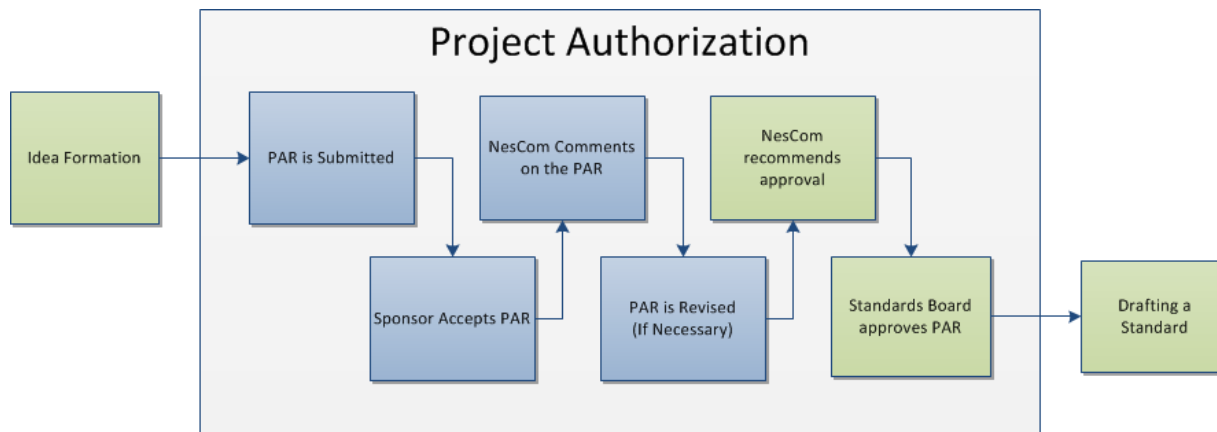 Project Authorization
Idea Formation
PAR is Submitted
Sponsor Accepts PAR
NesCom Comments
on the PAR
PAR is Revised
(If Necessary)
NesCom
recommends
approval
Standards Board
approves PAR
Drafting a
Standard